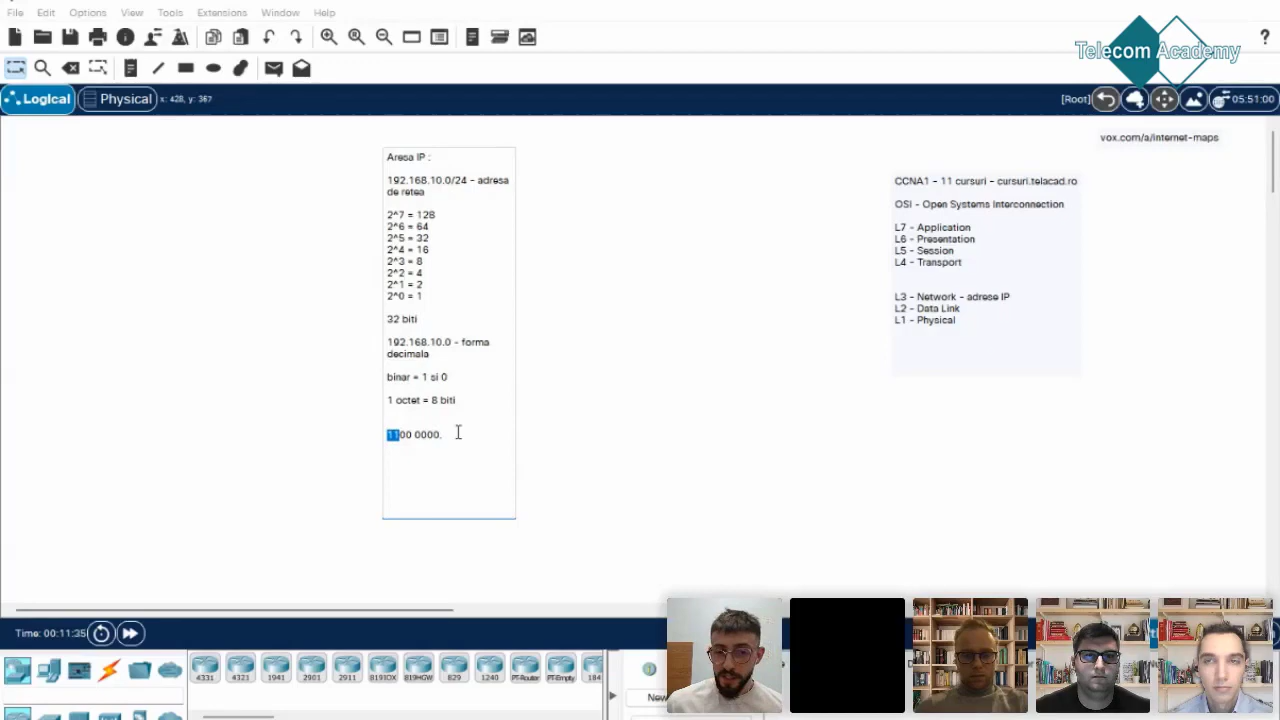 File Edit Options View Tools Extensions Window Help
?
Telecom Academy
Logical Physical x: 428, y: 367 [Root] 05:51:00
vox.com/a/internet-maps
Aresa IP :
192.168.10.0/24 - adresa
de retea
2^7 = 128
2^6 = 64
2^5 = 32
2^4 = 16
2^3 = 8
2^2 = 4
2^1 = 2
2^0 = 1
32 biti
192.168.10.0 - forma
decimala
binar = 1 si 0
1 octet = 8 biti
1100 0000.
CCNA1 - 11 cursuri - cursuri.telacad.ro
OSI - Open Systems Interconnection
L7 - Application
L6 - Presentation
L5 - Session
L4 - Transport
L3 - Network - adrese IP
L2 - Data Link
L1 - Physical
Time: 00:11:35
4331 4321 1941 2901 2911 819IOX 819HGW 829 1240 PT-Router PT-Empty 184
New